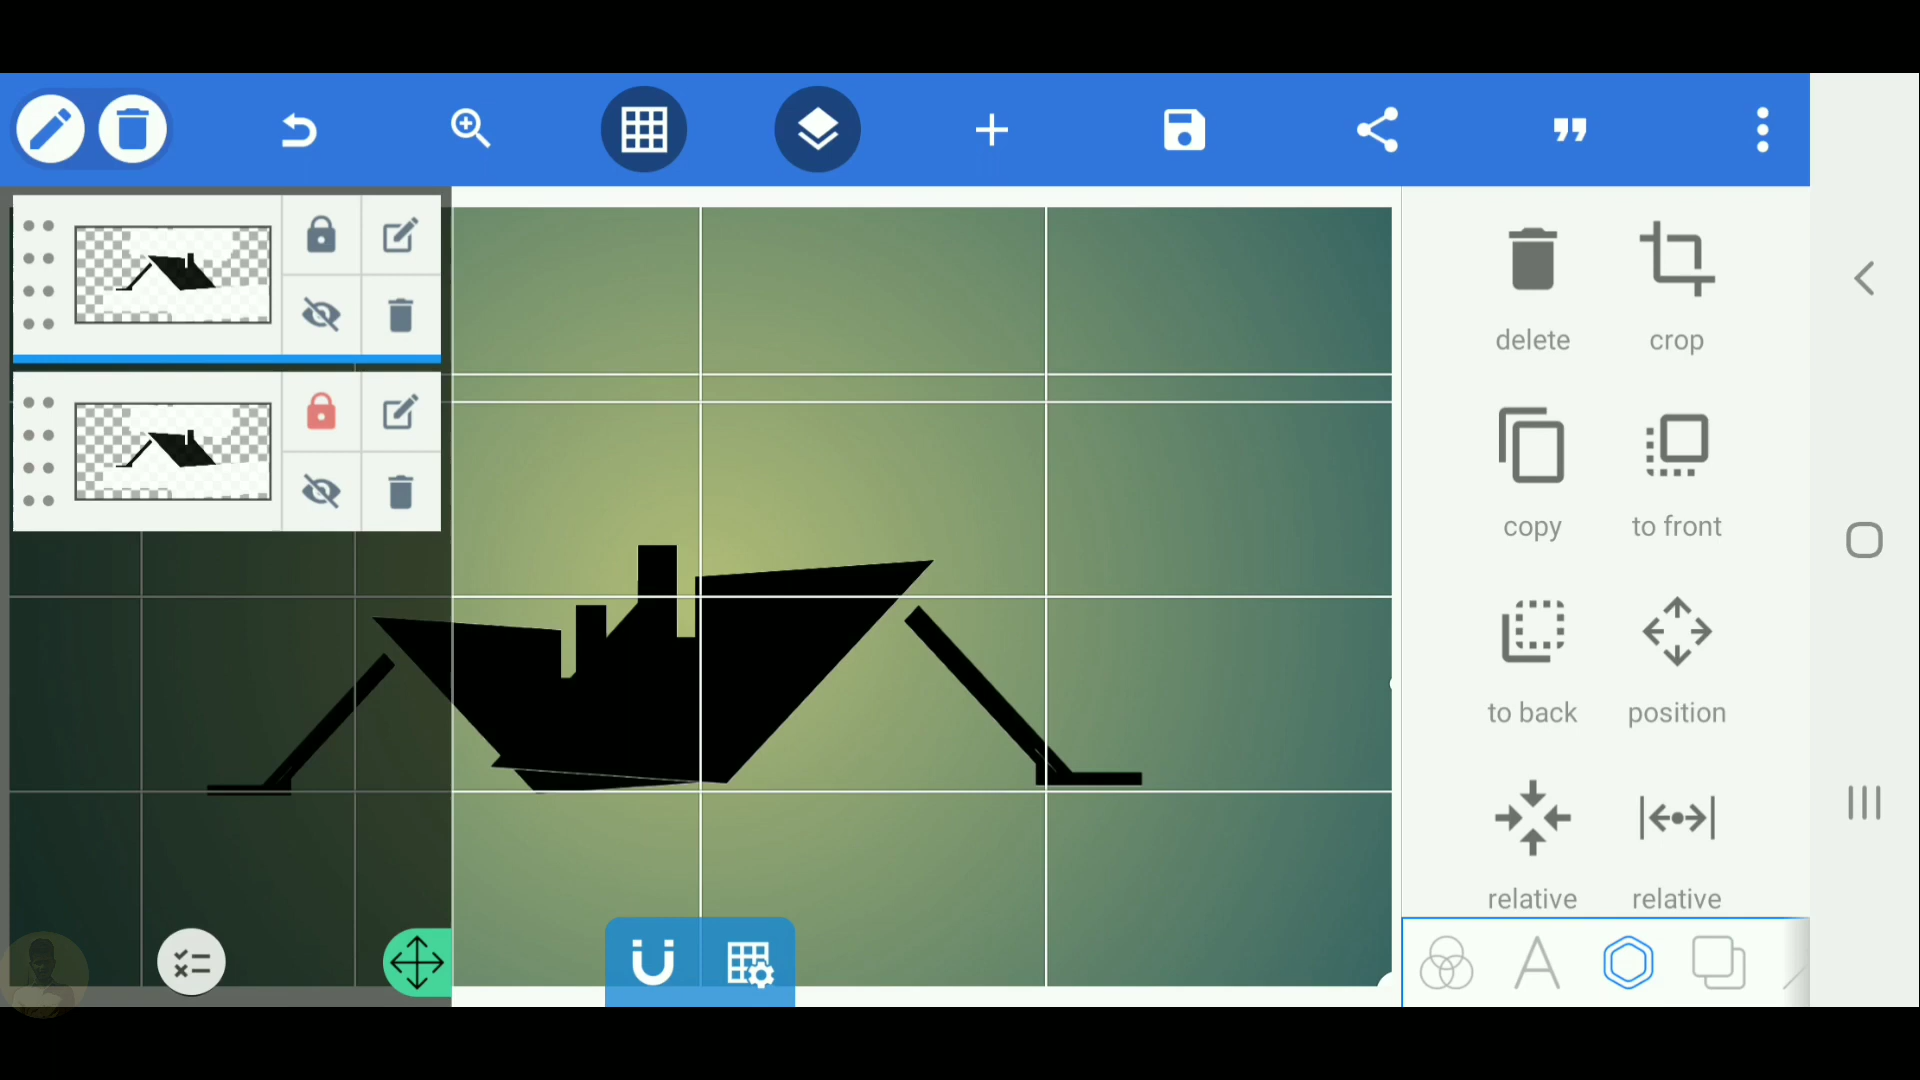 delete
crop
copy
to front
to back
position
relative
relative